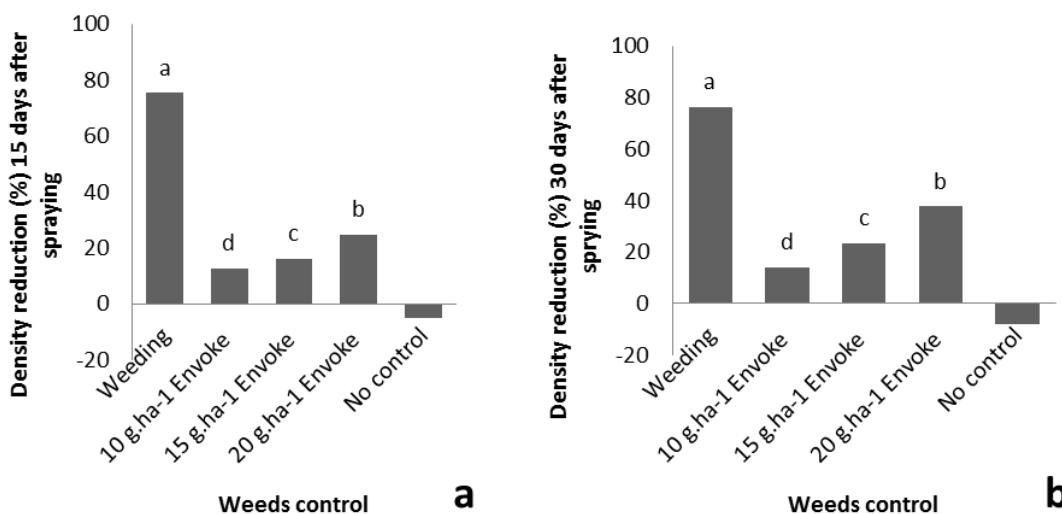 Density reduction (%) 15 days after
spraying
100
80
60
40
20
0
-20
a
d
c
b
Weeding
10 g.ha-1 Envoke
15 g.ha-1 Envoke
20 g.ha-1 Envoke
No control
Weeds control
a
Density reduction (%) 30 days after
sprying
100
80
60
40
20
0
-20
a
d
c
b
Weeding
10 g.ha-1 Envoke
15 g.ha-1 Envoke
20 g.ha-1 Envoke
No control
Weeds control
b